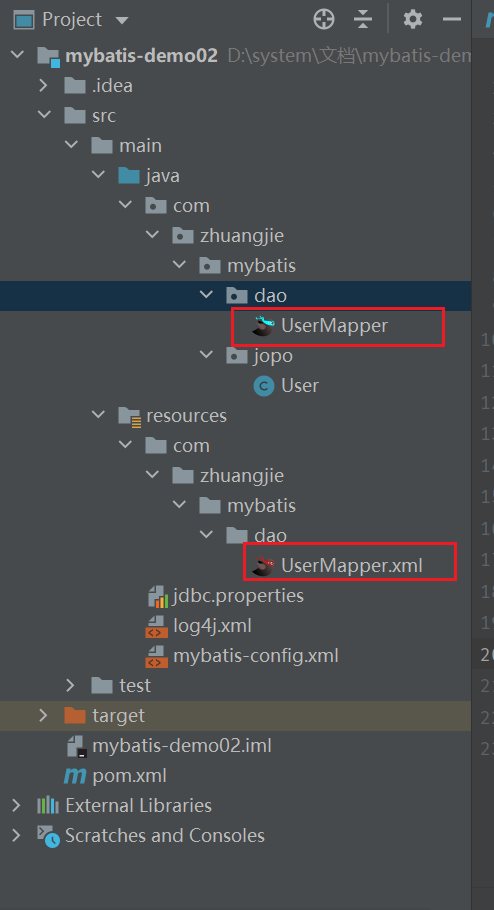 Project
mybatis-demo02 D:\system\文档\mybatis-den
.idea
src
main
java
com
zhuangjie
mybatis
dao
UserMapper
jopo
User
resources
com
zhuangjie
mybatis
dao
UserMapper.xml
jdbc.properties
log4j.xml
mybatis-config.xml
test
target
mybatis-demo02.iml
pom.xml
External Libraries
Scratches and Consoles